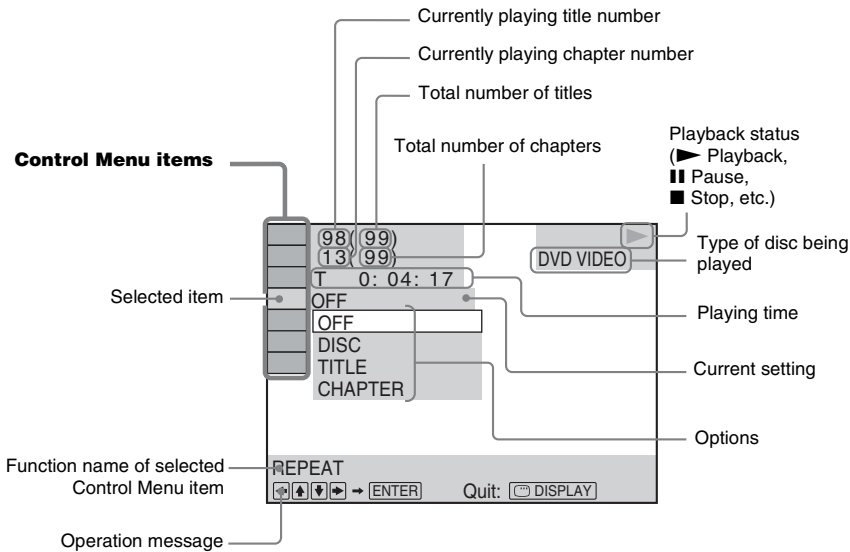 Currently playing title number
Currently playing chapter number
Total number of titles
Total number of chapters
Playback status
(► Playback,
❚❚ Pause,
■ Stop, etc.)
Control Menu items
98( 99)
13( 99)
DVD VIDEO
Type of disc being
played
T 0: 04: 17
Playing time
Selected item
OFF
OFF
DISC
TITLE
CHAPTER
Current setting
Options
Function name of selected
Control Menu item
REPEAT
← ↑ ↓ → → ENTER Quit: DISPLAY
Operation message